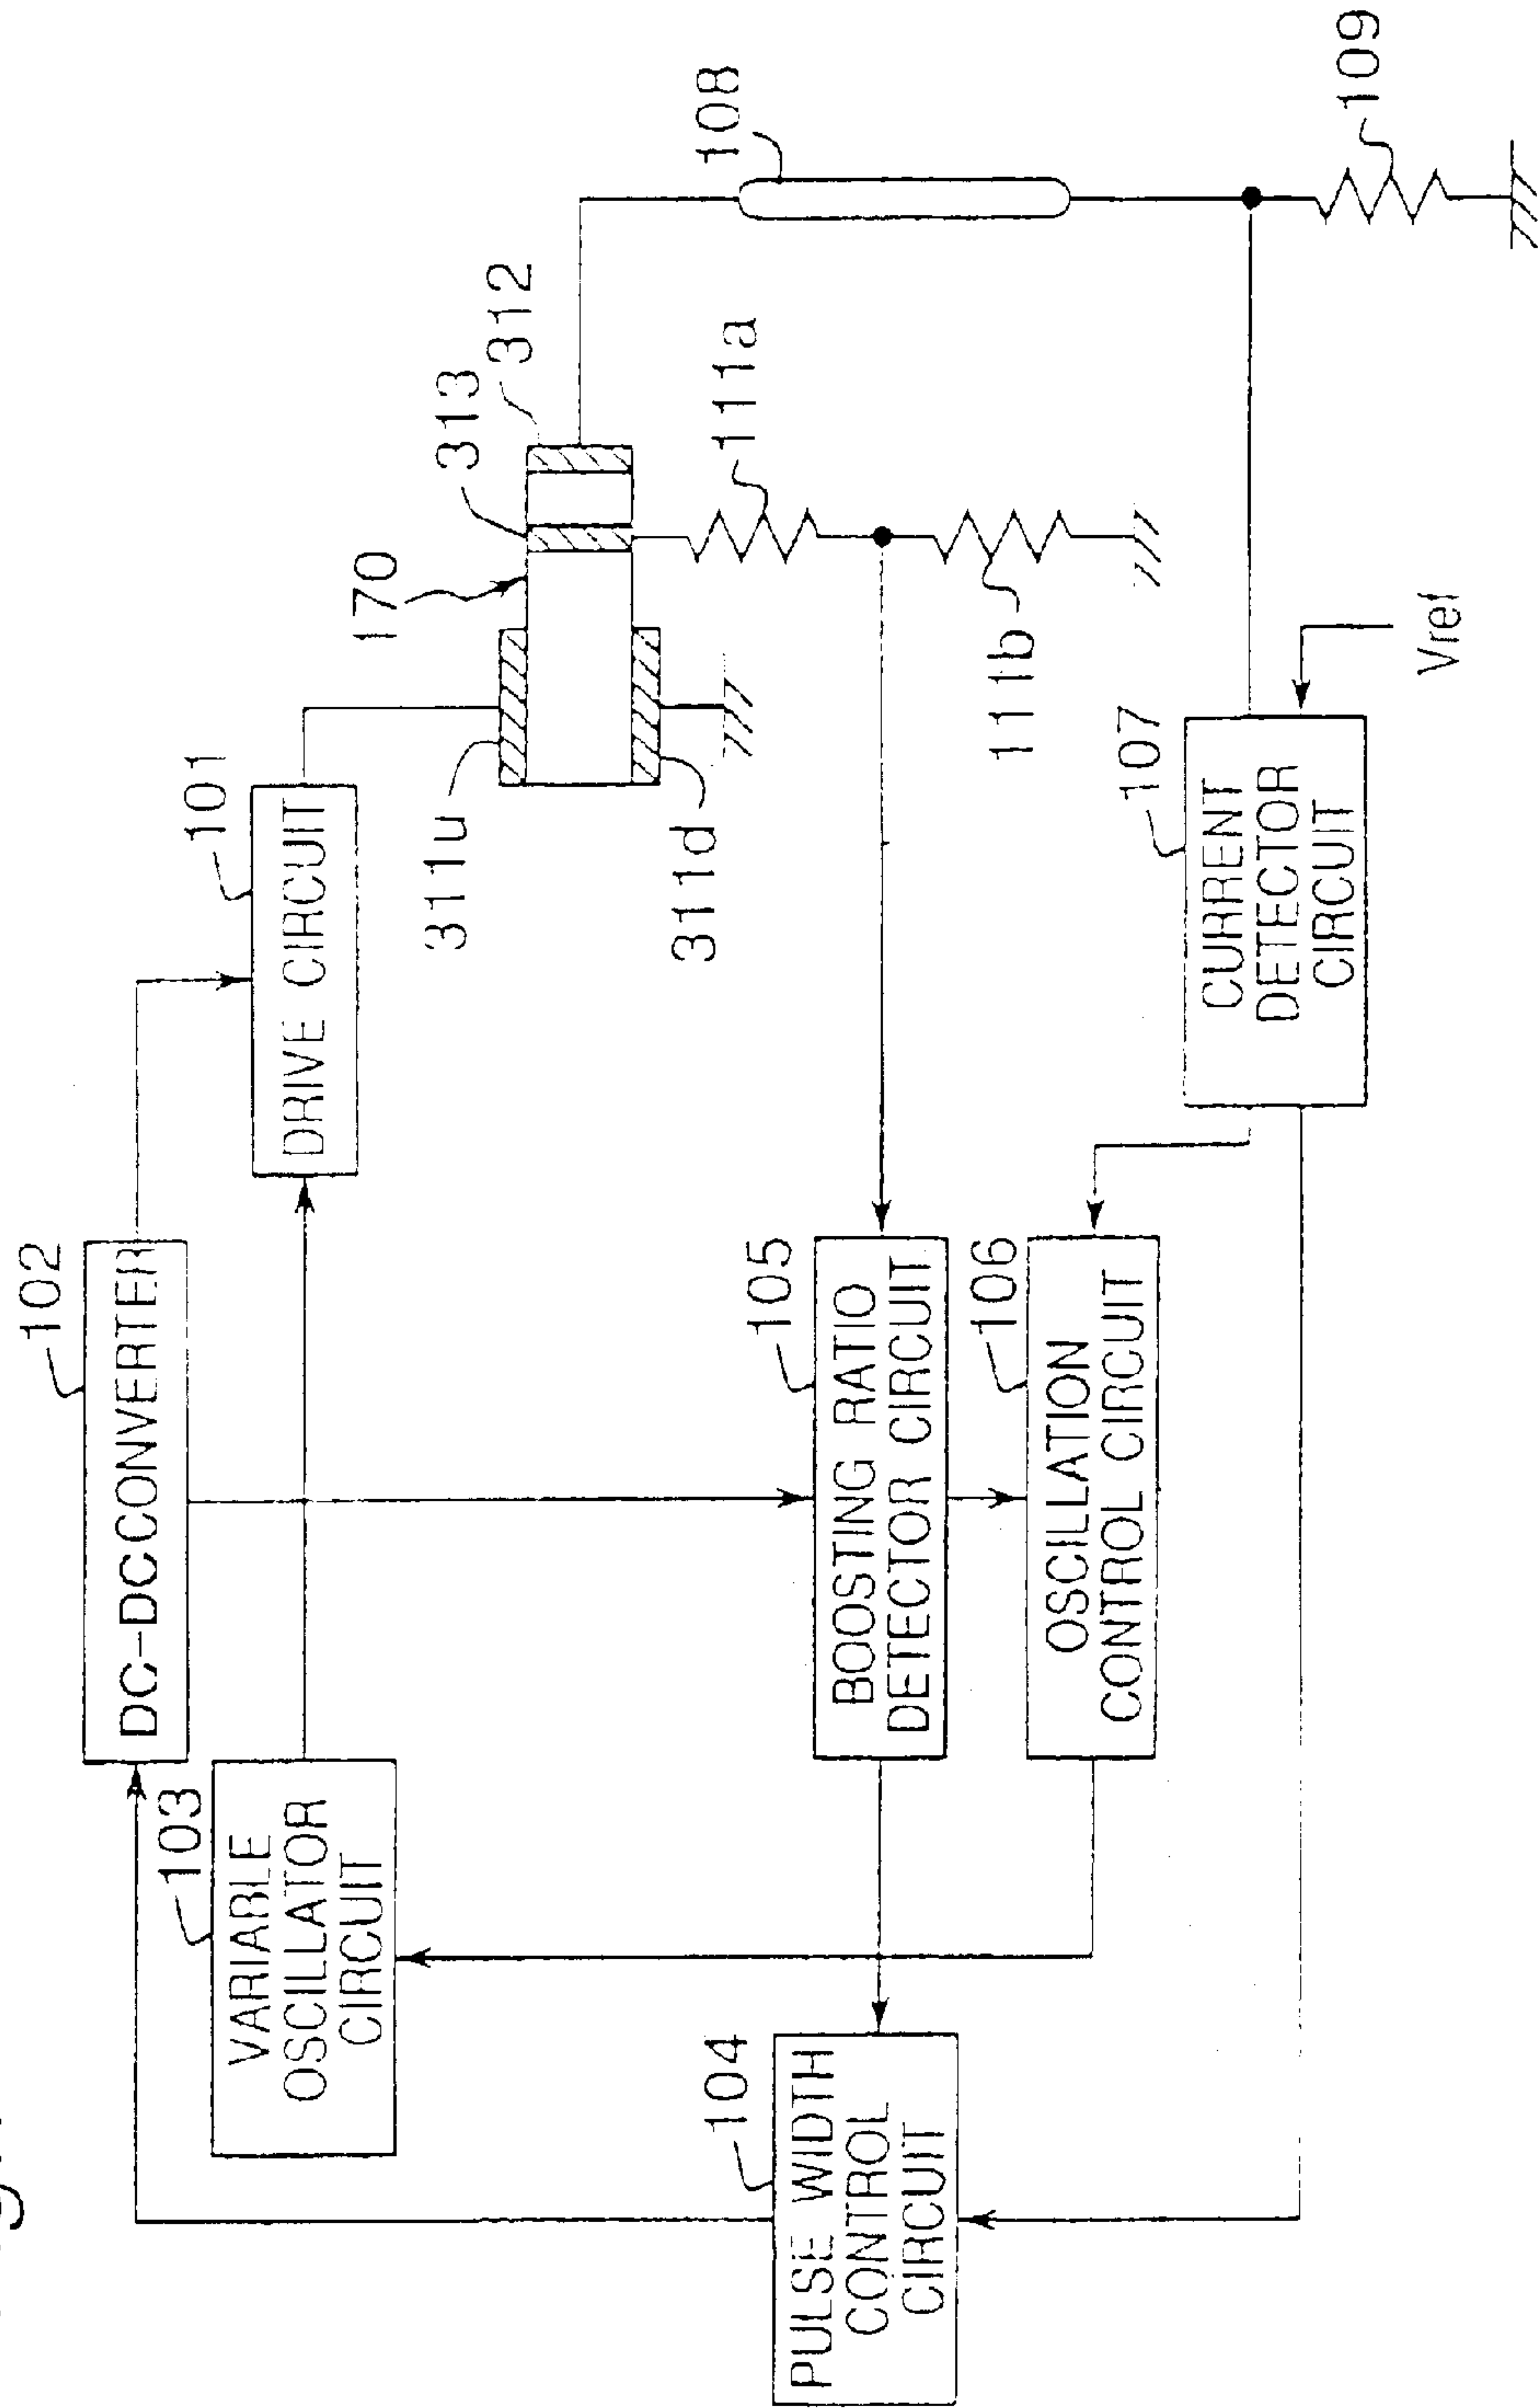 102
DC-DCCONVERTER
103
VARIABLE
OSCILLATOR
CIRCUIT
101
DRIVE CIRCUIT
311u
311d
170
313
312
111a
111b
108
109
104
PULSE WIDTH
CONTROL
CIRCUIT
105
BOOSTING RATIO
DETECTOR CIRCUIT
106
OSCILLATION
CONTROL CIRCUIT
107
CURRENT
DETECTOR
CIRCUIT
Vref